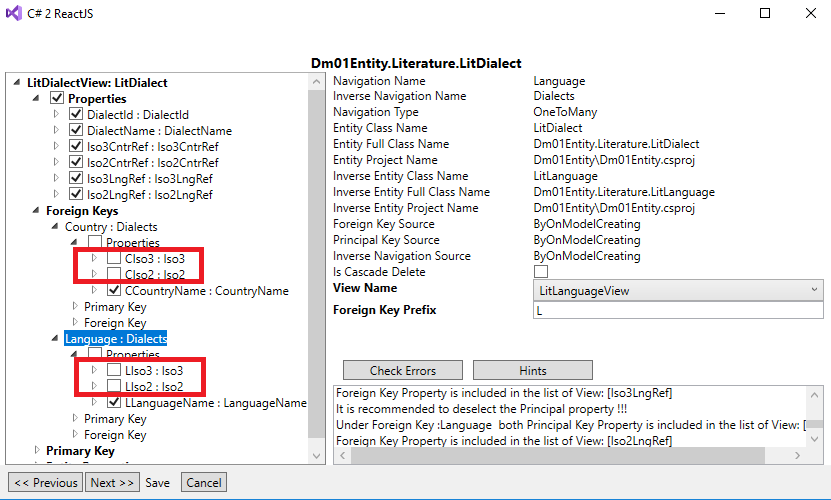 C# 2 ReactJS
Dm01Entity.Literature.LitDialect
LitDialectView: LitDialect
Properties
DialectId : DialectId
DialectName : DialectName
Iso3CntrRef : Iso3CntrRef
Iso2CntrRef : Iso2CntrRef
Iso3LngRef : Iso3LngRef
Iso2LngRef : Iso2LngRef
Foreign Keys
Country : Dialects
Properties
CIso3 : Iso3
CIso2 : Iso2
CCountryName : CountryName
Primary Key
Foreign Key
Language : Dialects
Properties
LIso3 : Iso3
LIso2 : Iso2
LLanguageName : LanguageName
Primary Key
Foreign Key
Primary Key
Navigation Name Language
Inverse Navigation Name Dialects
Navigation Type OneToMany
Entity Class Name LitDialect
Entity Full Class Name Dm01Entity.Literature.LitDialect
Entity Project Name Dm01Entity\Dm01Entity.csproj
Inverse Entity Class Name LitLanguage
Inverse Entity Full Class Name Dm01Entity.Literature.LitLanguage
Inverse Entity Project Name Dm01Entity\Dm01Entity.csproj
Foreign Key Source ByOnModelCreating
Principal Key Source ByOnModelCreating
Inverse Navigation Source ByOnModelCreating
Is Cascade Delete
View Name LitLanguageView
Foreign Key Prefix L
Check Errors Hints
Foreign Key Property is included in the list of View: [Iso3LngRef]
It is recommended to deselect the Principal property !!!
Under Foreign Key :Language both Principal Key Property is included in the list of View: [
Foreign Key Property is included in the list of View: [Iso2LngRef]
<< Previous Next >> Save Cancel